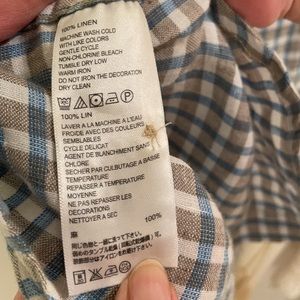 100% LINEN
MACHINE WASH COLD
WITH LIKE COLORS
GENTLE CYCLE
NON-CHLORINE BLEACH
TUMBLE DRY LOW
WARM IRON
DO NOT IRON THE DECORATION
DRY CLEAN
100% LIN
LAVER A LA MACHINE A L'EAU
FROIDE AVEC DES COULEURS
SEMBLABLES
CYCLE DELICAT
AGENT DE BLANCHIMENT SANS
CHLORE
SECHER PAR CULBUTAGE A BASSE
TEMPERATURE
REPASSER A TEMPERATURE
MOYENNE
NE PAS REPASSER LES
DECORATIONS
NETTOYER A SEC
麻 100%